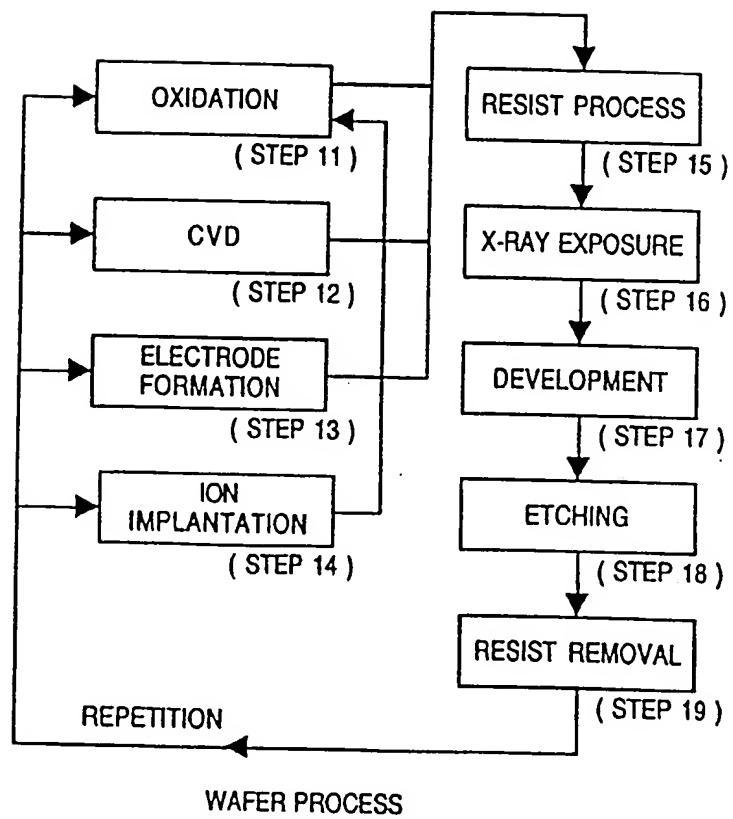 OXIDATION
( STEP 11 )
CVD
( STEP 12 )
ELECTRODE
FORMATION
( STEP 13 )
ION
IMPLANTATION
( STEP 14 )
RESIST PROCESS
( STEP 15 )
X-RAY EXPOSURE
( STEP 16 )
DEVELOPMENT
( STEP 17 )
ETCHING
( STEP 18 )
RESIST REMOVAL
( STEP 19 )
REPETITION
WAFER PROCESS